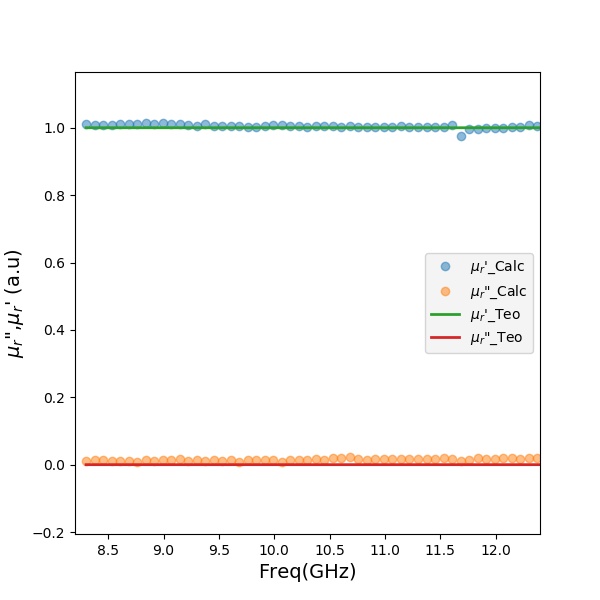 1.0
0.8
0.6
0.4
0.2
0.0
−0.2
8.5 9.0 9.5 10.0 10.5 11.0 11.5 12.0
Freq(GHz)
μr",μr' (a.u)
μr'_Calc
μr"_Calc
μr'_Teo
μr"_Teo